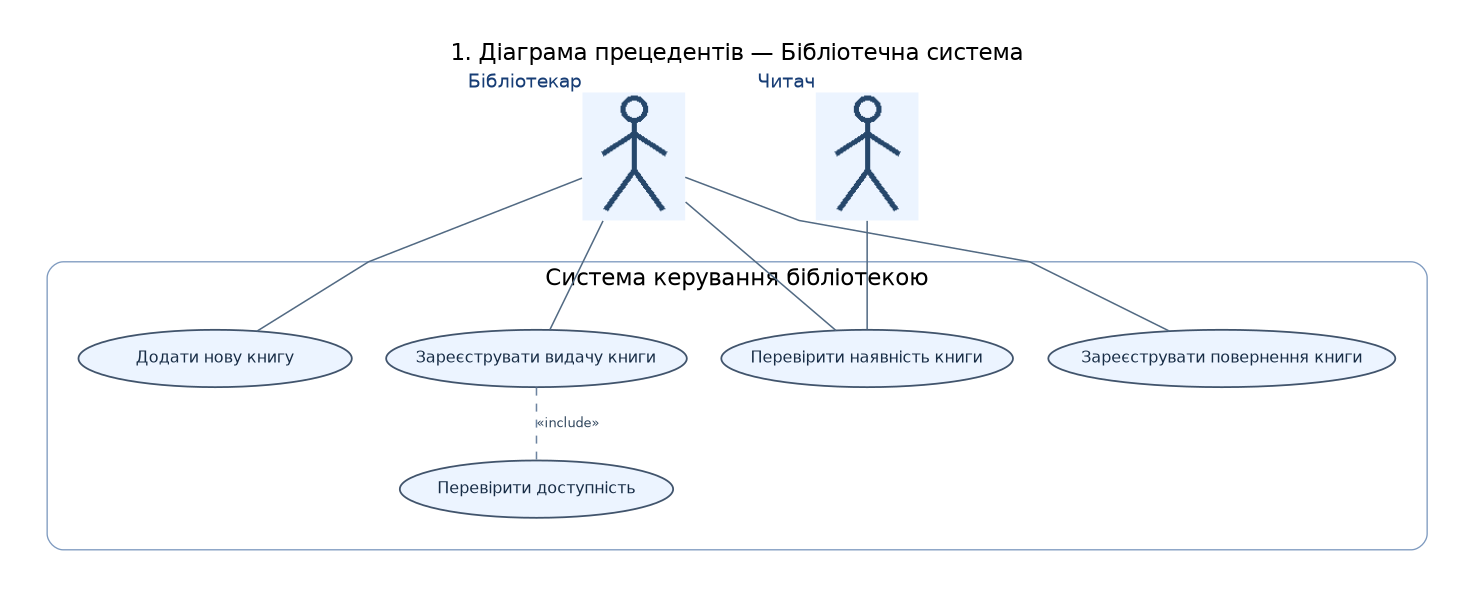 1. Діаграма прецедентів — Бібліотечна система
Бібліотекар
Читач
Система керування бібліотекою
Додати нову книгу
Зареєструвати видачу книги
Перевірити наявність книги
Зареєструвати повернення книги
«include»
Перевірити доступність